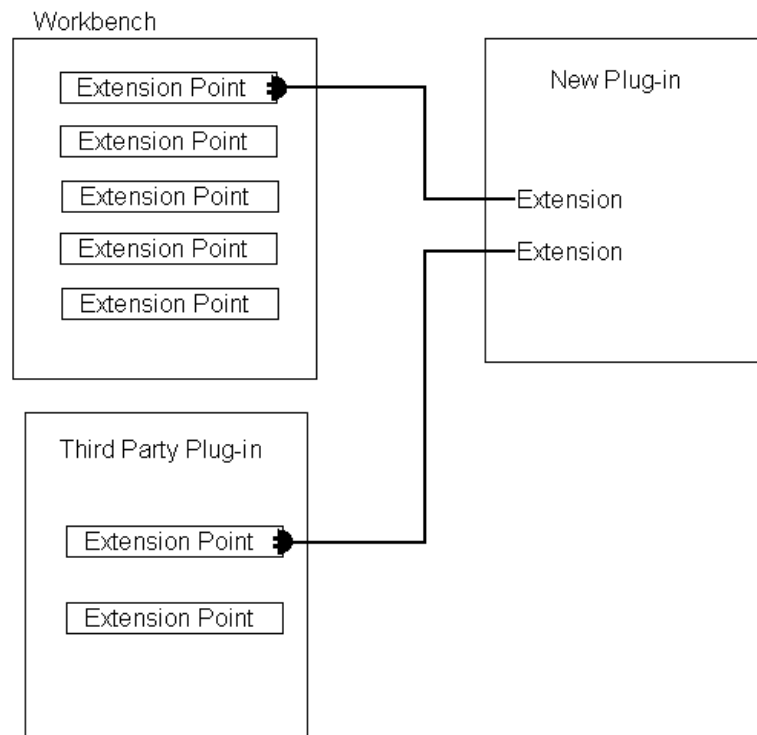 Workbench
Extension Point
Extension Point
Extension Point
Extension Point
Extension Point
New Plug-in
Extension
Extension
Third Party Plug-in
Extension Point
Extension Point